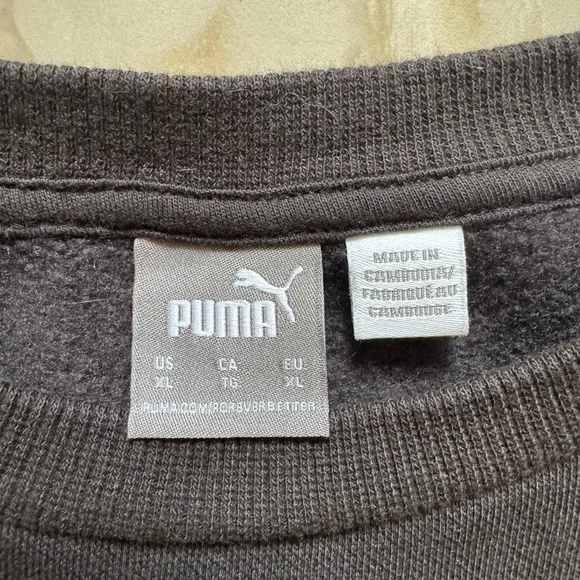 PUMA
US CA EU
XL TG XL
PUMA.COM/FOREVERBETTER
MADE IN
CAMBODIA/
FABRIQUÉ AU
CAMBODGE